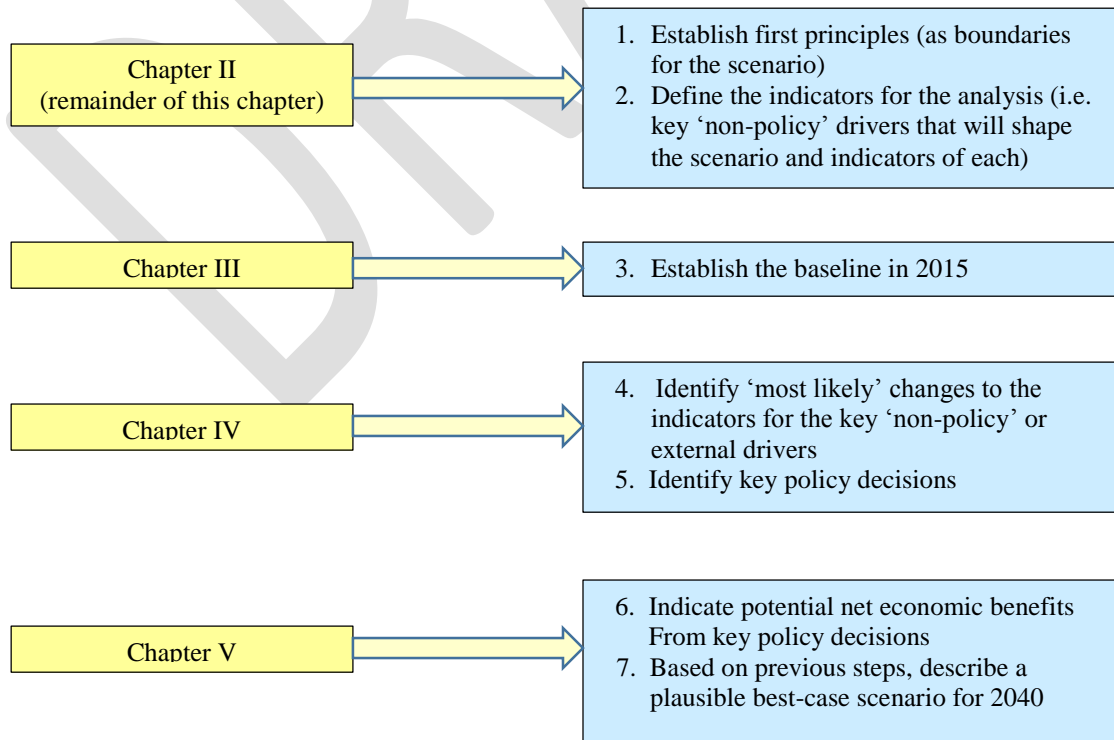 Chapter II
(remainder of this chapter)
1. Establish first principles (as boundaries
for the scenario)
2. Define the indicators for the analysis (i.e.
key ‘non-policy’ drivers that will shape
the scenario and indicators of each)
Chapter III
3. Establish the baseline in 2015
Chapter IV
4. Identify ‘most likely’ changes to the
indicators for the key ‘non-policy’ or
external drivers
5. Identify key policy decisions
Chapter V
6. Indicate potential net economic benefits
From key policy decisions
7. Based on previous steps, describe a
plausible best-case scenario for 2040